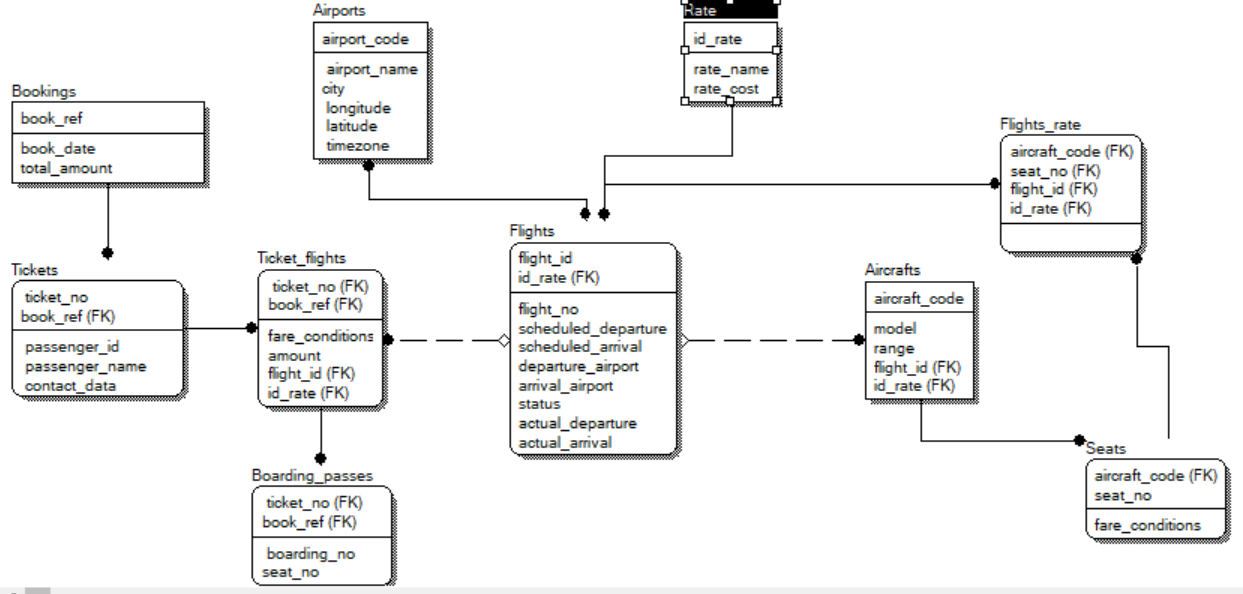 Airports
airport_code
airport_name
city
longitude
latitude
timezone
Rate
id_rate
rate_name
rate_cost
Bookings
book_ref
book_date
total_amount
Flights_rate
aircraft_code (FK)
seat_no (FK)
flight_id (FK)
id_rate (FK)
Tickets
ticket_no
book_ref (FK)
passenger_id
passenger_name
contact_data
Ticket_flights
ticket_no (FK)
book_ref (FK)
fare_conditions
amount
flight_id (FK)
id_rate (FK)
Flights
flight_id
id_rate (FK)
flight_no
scheduled_departure
scheduled_arrival
departure_airport
arrival_airport
status
actual_departure
actual_arrival
Aircrafts
aircraft_code
model
range
flight_id (FK)
id_rate (FK)
Boarding_passes
ticket_no (FK)
book_ref (FK)
boarding_no
seat_no
Seats
aircraft_code (FK)
seat_no
fare_conditions